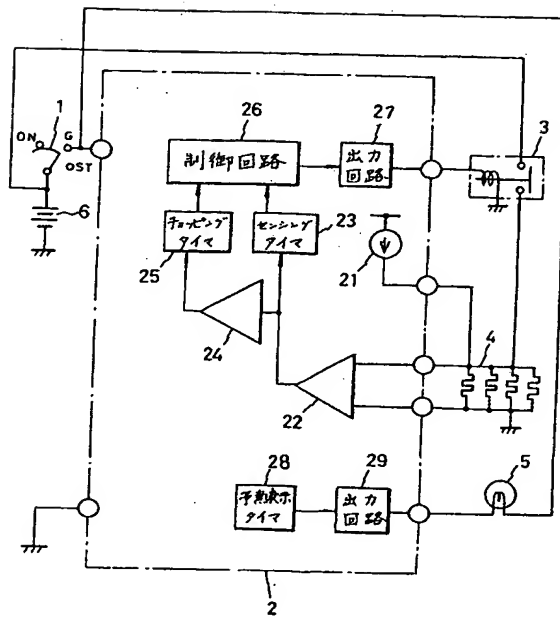 1
ON
G
ST
6
26
制御回路
27
出力
回路
3
チョッピング
タイマ
25
センシング
タイマ
23
21
24
22
4
28
予熱表示
タイマ
29
出力
回路
5
2